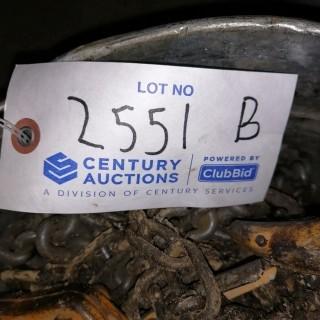 LOT NO
2551 B
CENTURY AUCTIONS
POWERED BY
ClubBid
A DIVISION OF CENTURY SERVICES